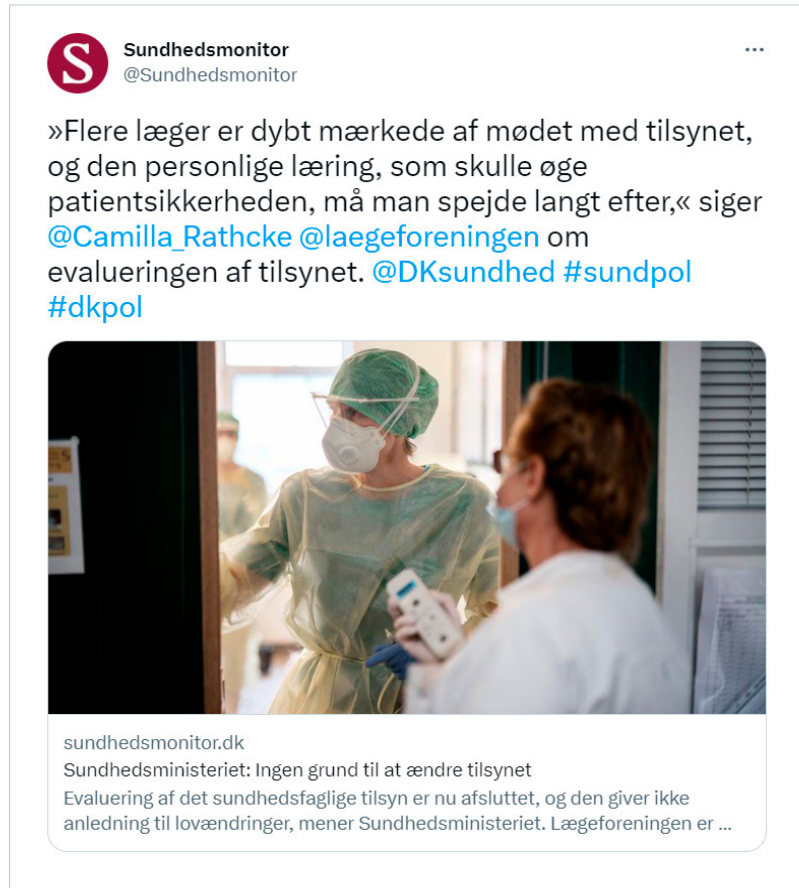 Sundhedsmonitor
@Sundhedsmonitor
»Flere læger er dybt mærkede af mødet med tilsynet,
og den personlige læring, som skulle øge
patientsikkerheden, må man spejde langt efter,« siger
@Camilla_Rathcke @laegeforeningen om
evalueringen af tilsynet. @DKsundhed #sundpol
#dkpol
sundhedsmonitor.dk
Sundhedsministeriet: Ingen grund til at ændre tilsynet
Evaluering af det sundhedsfaglige tilsyn er nu afsluttet, og den giver ikke
anledning til lovændringer, mener Sundhedsministeriet. Lægeforeningen er ...